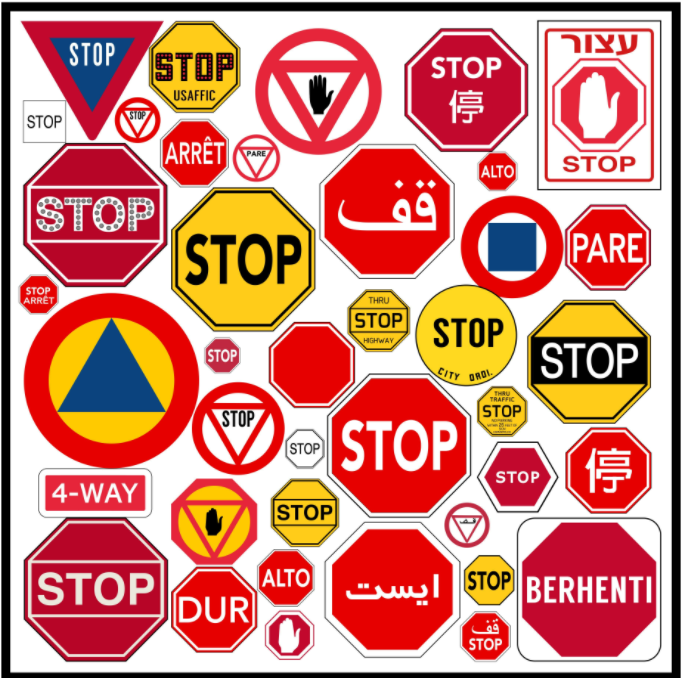 STOP
STOP
USAFFIC
STOP
停
עצור
STOP
STOP
STOP
ARRÊT
PARE
ALTO
STOP
قف
STOP
PARE
STOP
ARRÊT
THRU
STOP
HIGHWAY
STOP
CITY ORDI.
STOP
STOP
STOP
STOP
STOP
THRU
TRAFFIC
STOP
STOP
停
4-WAY
STOP
قف
STOP
DUR
ALTO
ایست
STOP
قف
STOP
BERHENTI